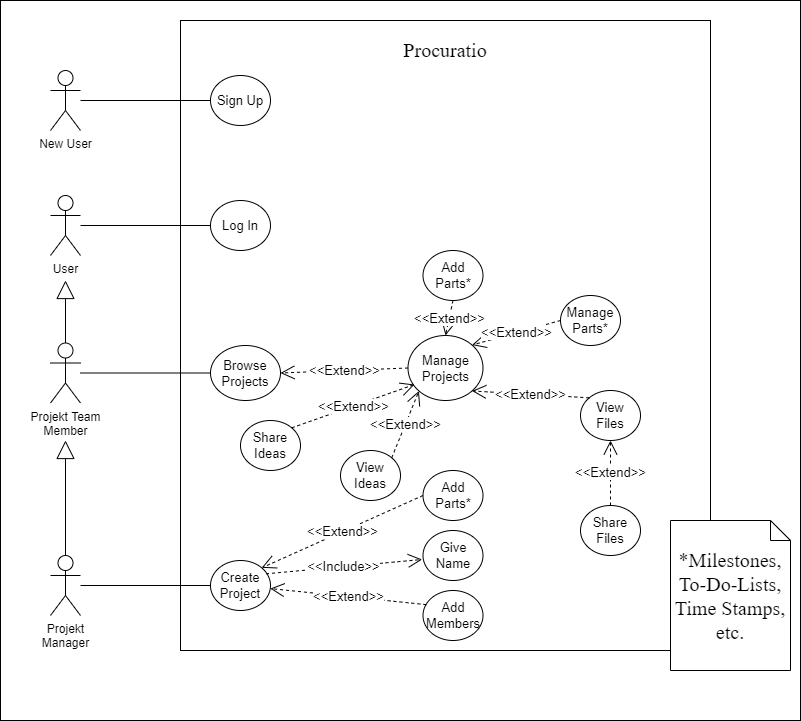 Procuratio
Sign Up
New User
Log In
User
Add
Parts*
<<Extend>>
Manage
Parts*
<<Extend>>
Browse
Projects
<<Extend>>
Manage
Projects
Projekt Team
Member
<<Extend>>
<<Extend>>
View
Files
<<Extend>>
Share
Ideas
View
Ideas
<<Extend>>
Add
Parts*
Share
Files
<<Extend>>
Give
Name
<<Include>>
Create
Project
<<Extend>>
Add
Members
Projekt
Manager
*Milestones,
To-Do-Lists,
Time Stamps,
etc.